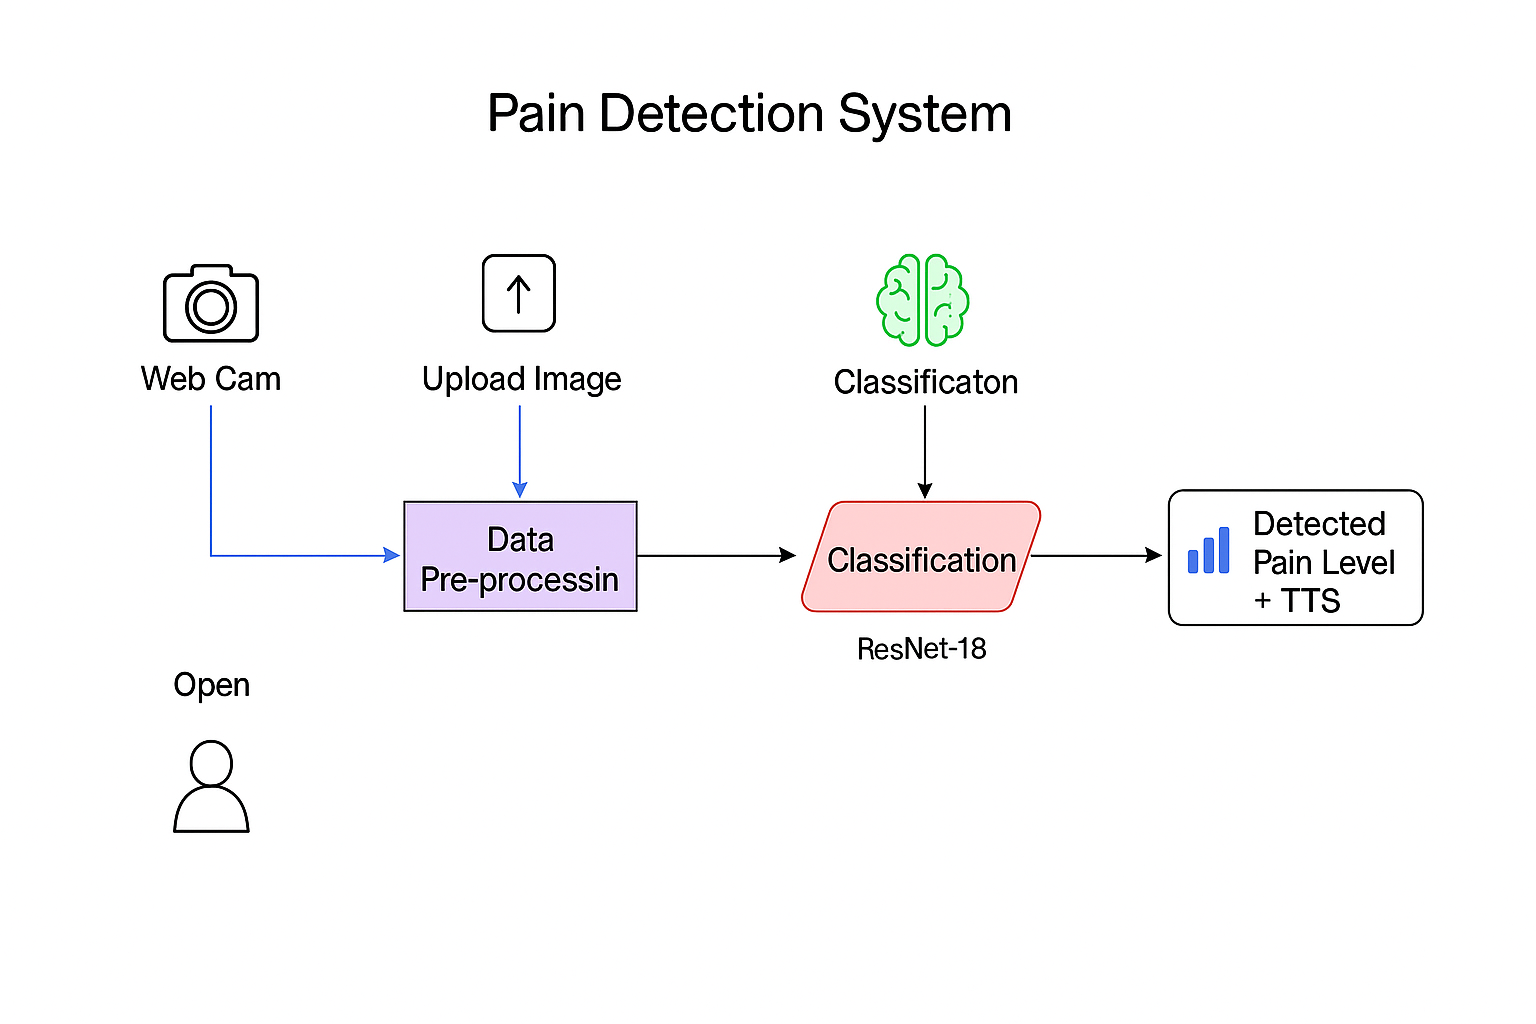 Pain Detection System
Web Cam
Upload Image
Classificaton
Data
Pre-processin
Classification
Detected
Pain Level
+ TTS
ResNet-18
Open